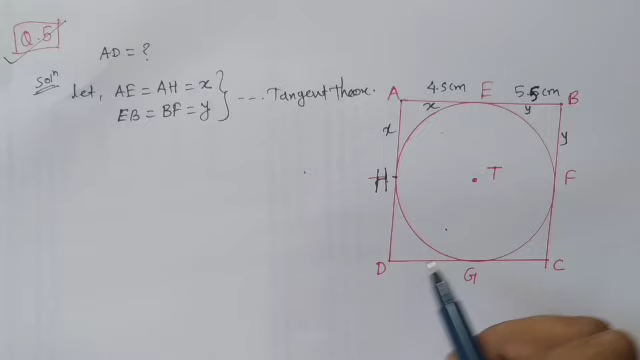 Q.5
AD = ?
Soln
Let, AE = AH = x
EB = BF = y
} ---- Tangent Theor.
A 4.5cm E 5.5cm B
x y
x y
H T F
D G C